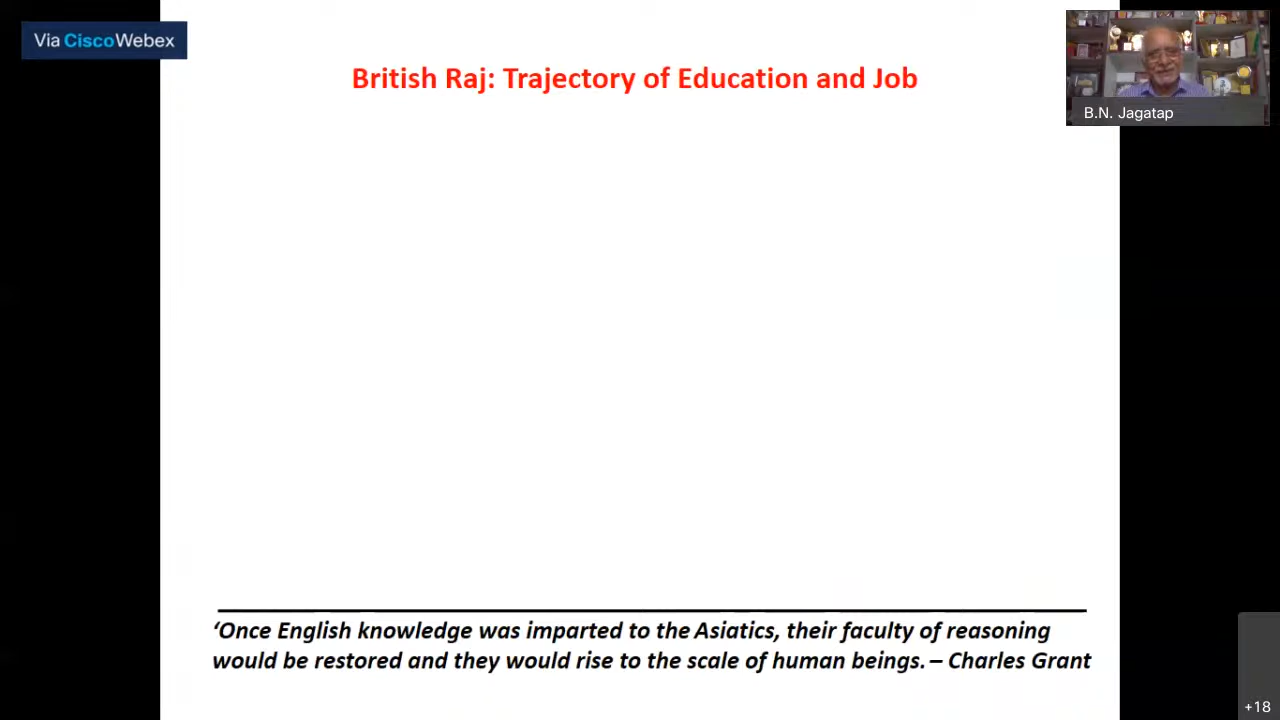 Via CiscoWebex
British Raj: Trajectory of Education and Job
B.N. Jagatap
‘Once English knowledge was imparted to the Asiatics, their faculty of reasoning
would be restored and they would rise to the scale of human beings. – Charles Grant
+18